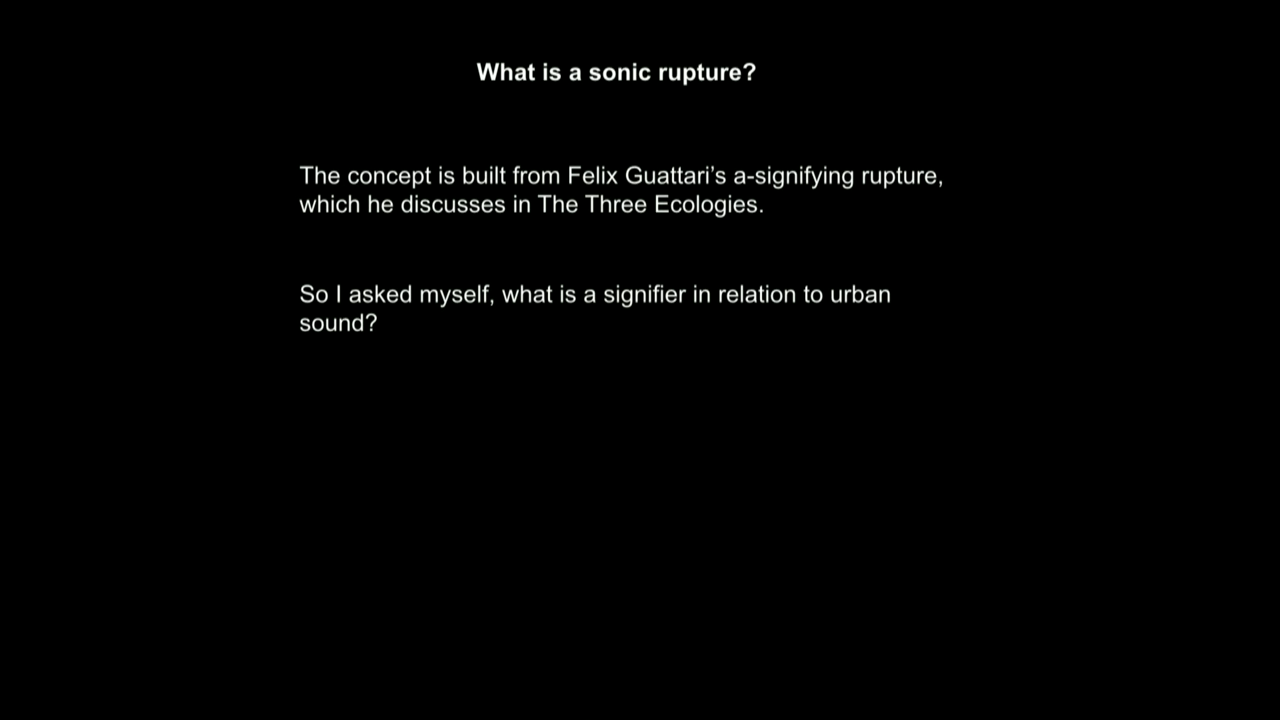 What is a sonic rupture?
The concept is built from Felix Guattari’s a-signifying rupture,
which he discusses in The Three Ecologies.
So I asked myself, what is a signifier in relation to urban
sound?